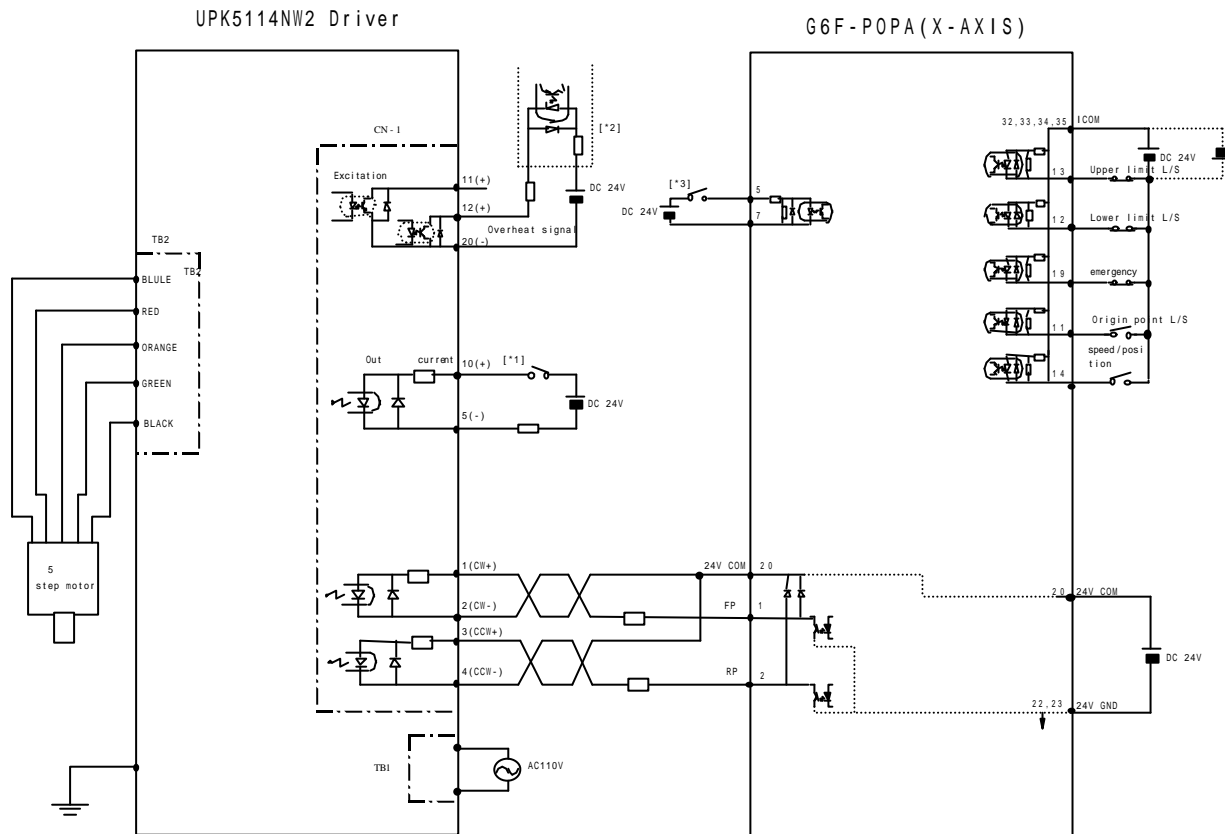 UPK5114NW2 Driver
G6F-POPA(X-AXIS)
CN-1
[*2]
Excitation
11(+)
DC 24V
12(+)
Overheat signal
20(-)
TB2
TB2
BLULE
RED
ORANGE
GREEN
BLACK
5
step motor
Out current
10(+)
[*1]
DC 24V
5(-)
1(CW+)
2(CW-)
3(CCW+)
4(CCW-)
TB1
AC110V
[*3]
DC 24V
5
7
32,33,34,35
ICOM
DC 24V
13
Upper limit L/S
12
Lower limit L/S
19
emergency
11
Origin point L/S
14
speed/posi
tion
24V COM
20
FP
1
RP
2
20
24V COM
DC 24V
22,23
24V GND